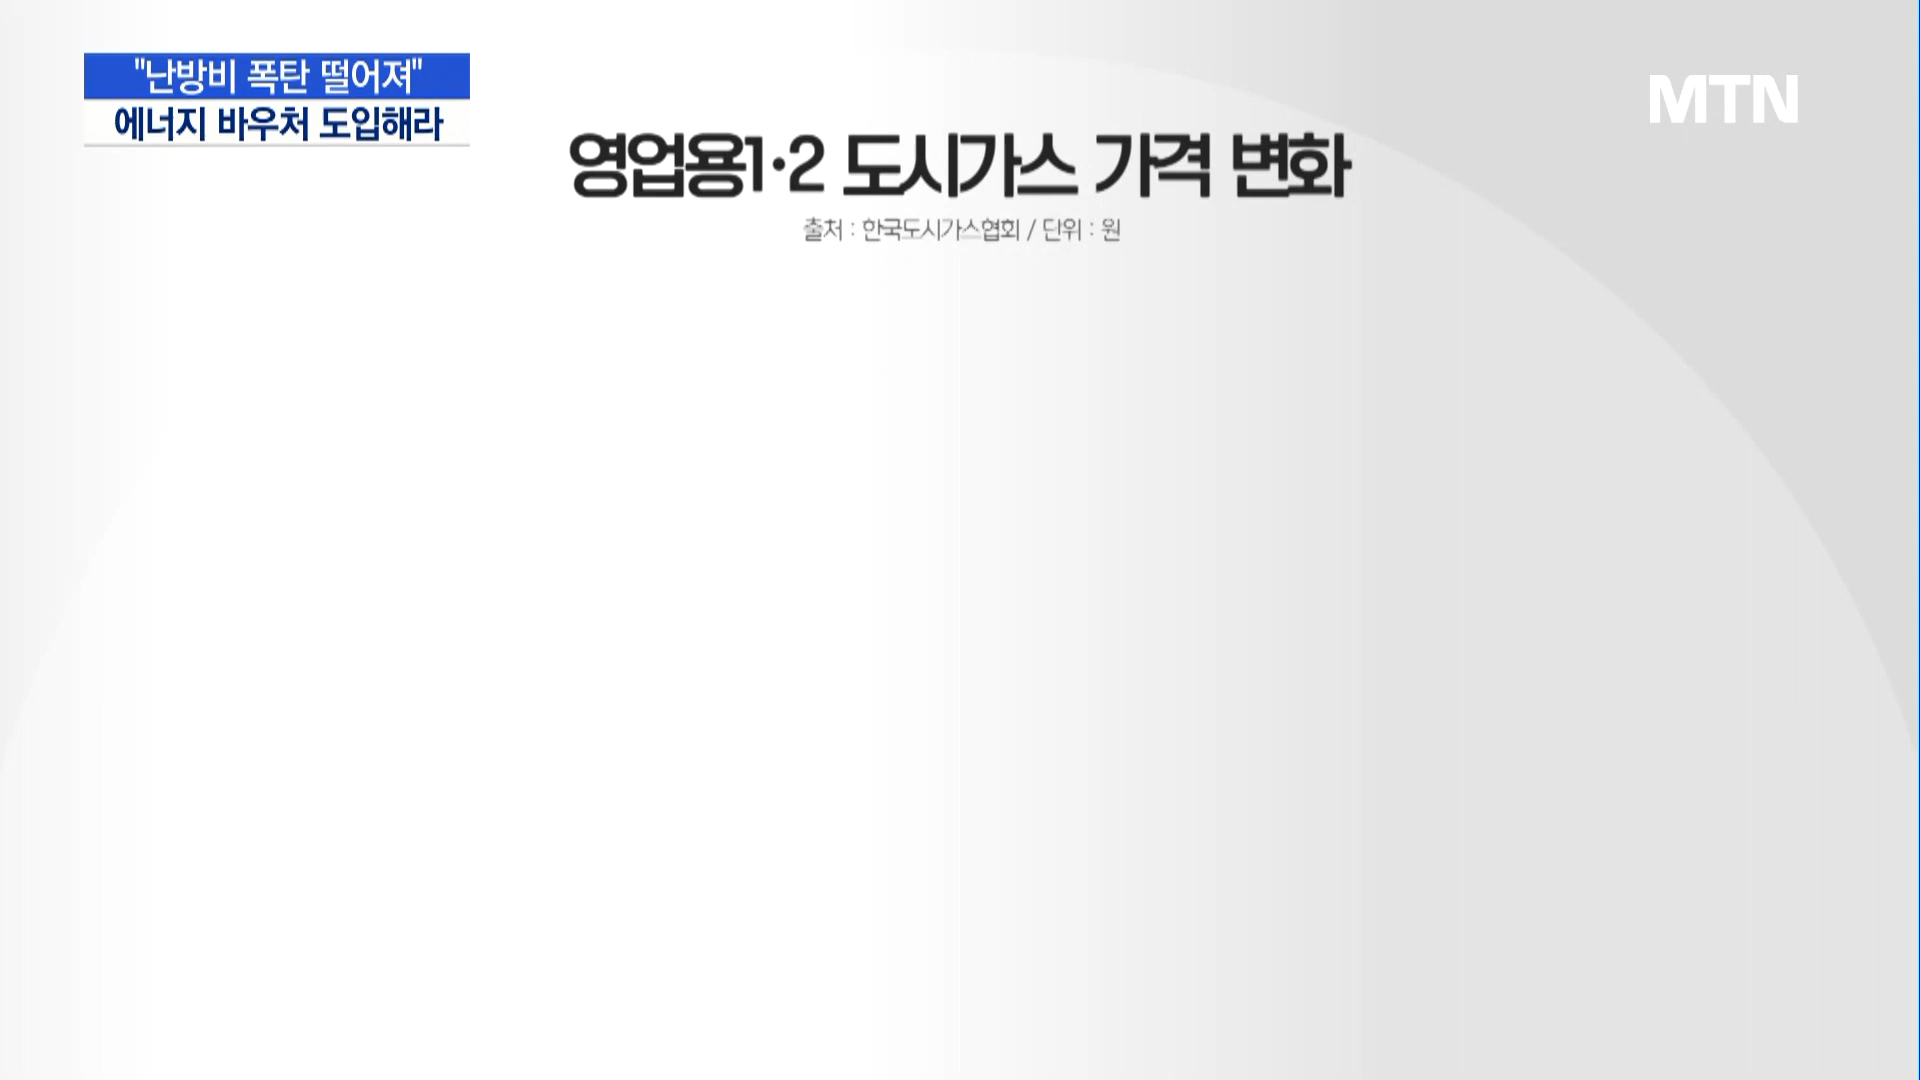 "난방비 폭탄 떨어져"
에너지 바우처 도입해라
MTN
영업용1·2 도시가스 가격 변화
출처 : 한국도시가스협회 / 단위 : 원